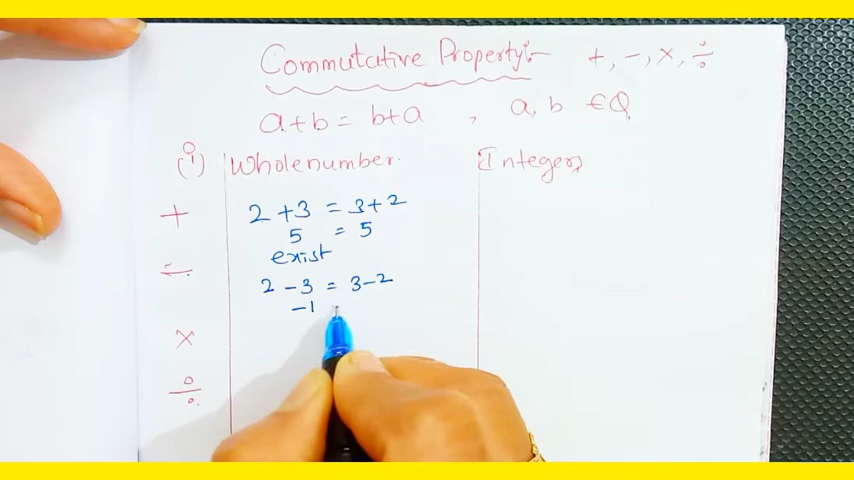 Commutative Property:- +, -, ×, ÷
a+b = b+a , a, b ∈ Q
(i) Wholenumber. Integers
+ 2 + 3 = 3 + 2
5 = 5
exist
- 2 - 3 = 3 - 2
-1
×
÷